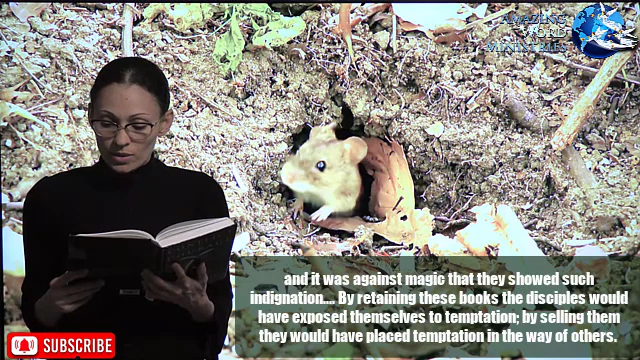 AMAZING
WORD
MINISTRIES
and it was against magic that they showed such
indignation.... By retaining these books the disciples would
have exposed themselves to temptation; by selling them
they would have placed temptation in the way of others.
SUBSCRIBE